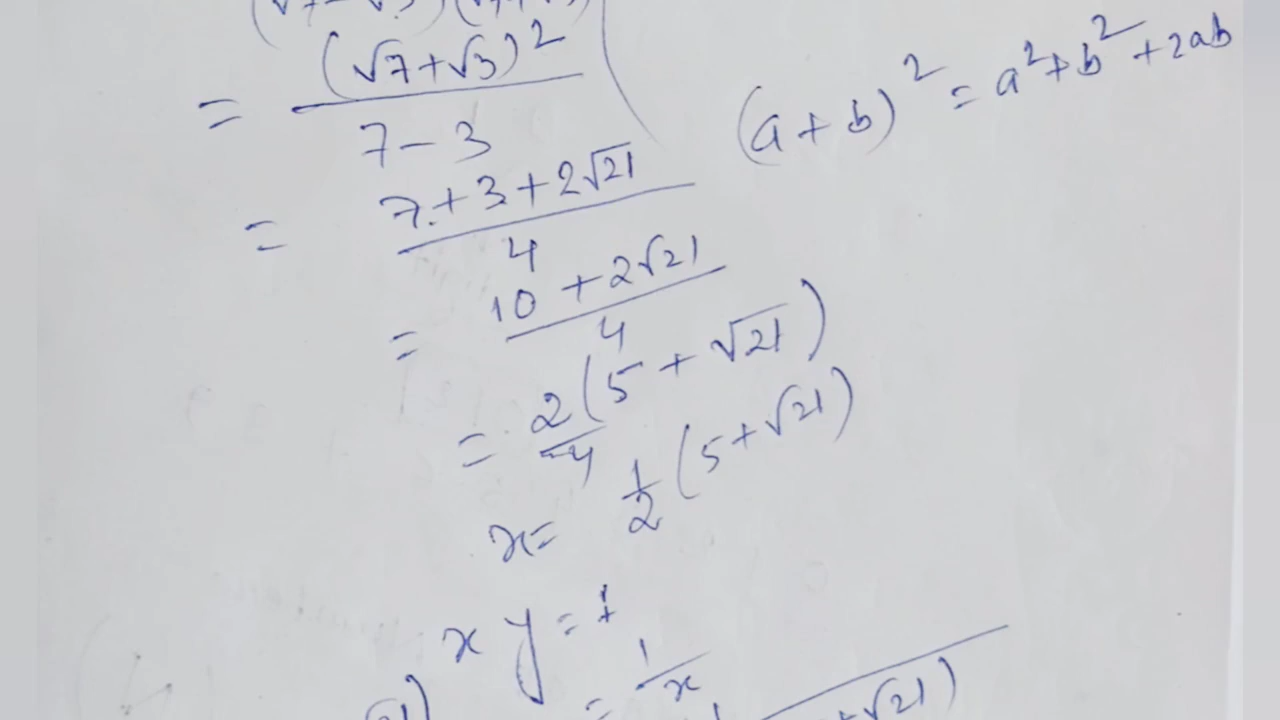 = (√7+√3)² / 7-3
(a+b)² = a²+b²+2ab
= 7+3+2√21 / 4
= 10+2√21 / 4
= 2/4 (5+√21)
x= 1/2 (5+√21)
xy=1
= 1/x
+√21)